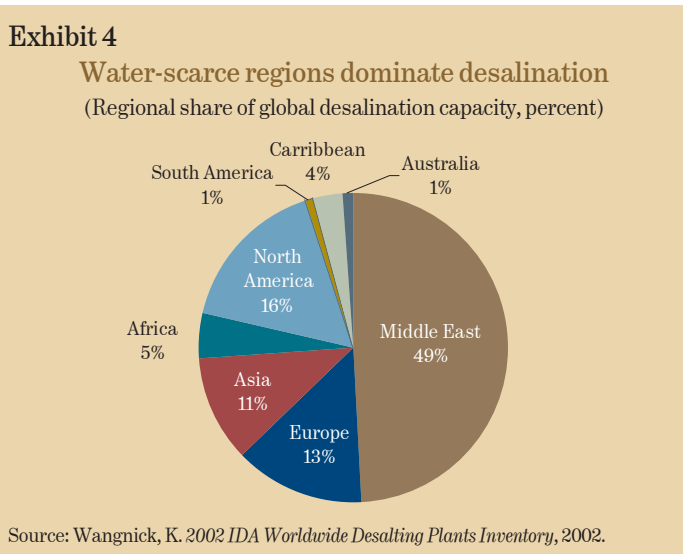 Exhibit 4
Water-scarce regions dominate desalination
(Regional share of global desalination capacity, percent)
Carribbean
4%
South America
1%
Australia
1%
North
America
16%
Middle East
49%
Africa
5%
Asia
11%
Europe
13%
Source: Wangnick, K. 2002 IDA Worldwide Desalting Plants Inventory, 2002.